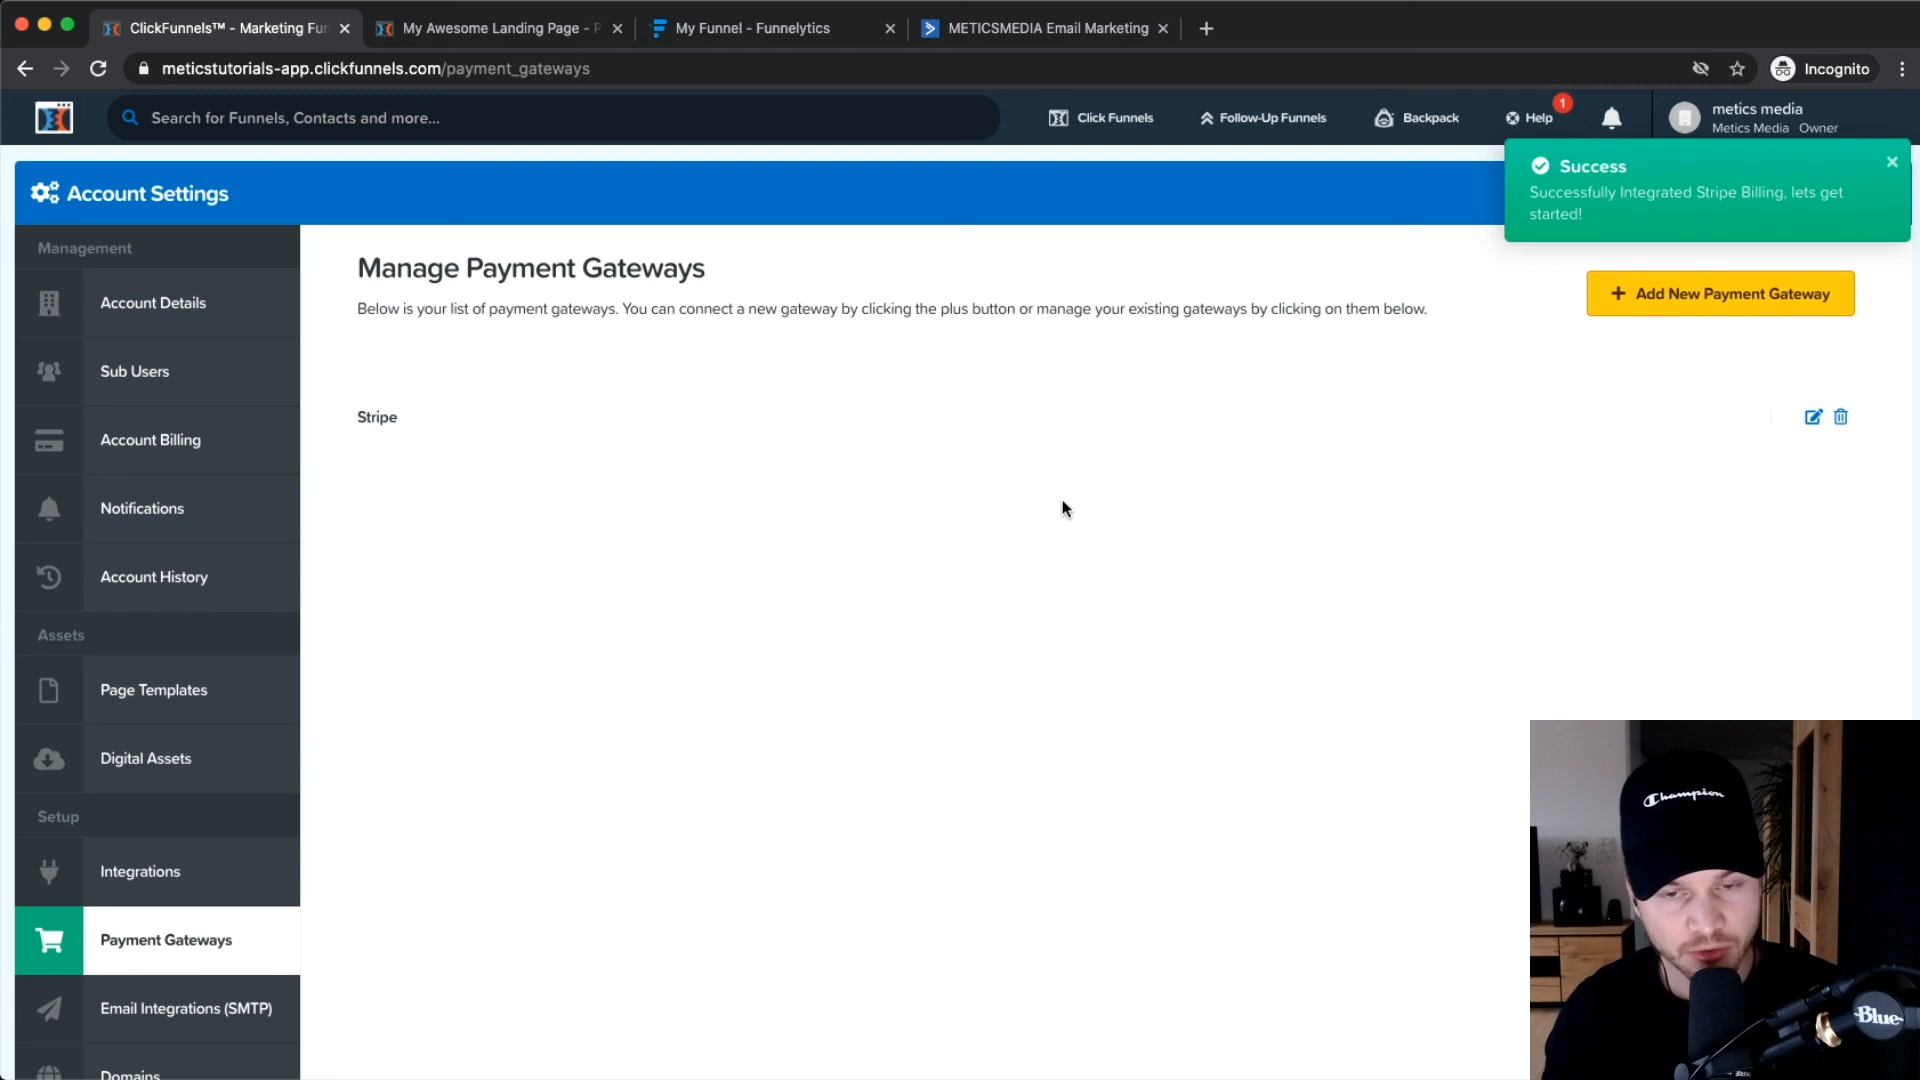 ClickFunnels™ - Marketing Fun
My Awesome Landing Page - P
My Funnel - Funnelytics
METICSMEDIA Email Marketing
meticstutorials-app.clickfunnels.com/payment_gateways
Incognito
Search for Funnels, Contacts and more...
Click Funnels
Follow-Up Funnels
Backpack
Help
1
metics media
Metics Media Owner
Account Settings
Success
Successfully Integrated Stripe Billing, lets get
started!
Management
Account Details
Sub Users
Account Billing
Notifications
Account History
Assets
Page Templates
Digital Assets
Setup
Integrations
Payment Gateways
Email Integrations (SMTP)
Domains
Manage Payment Gateways
Below is your list of payment gateways. You can connect a new gateway by clicking the plus button or manage your existing gateways by clicking on them below.
+ Add New Payment Gateway
Stripe
Champion
Blue